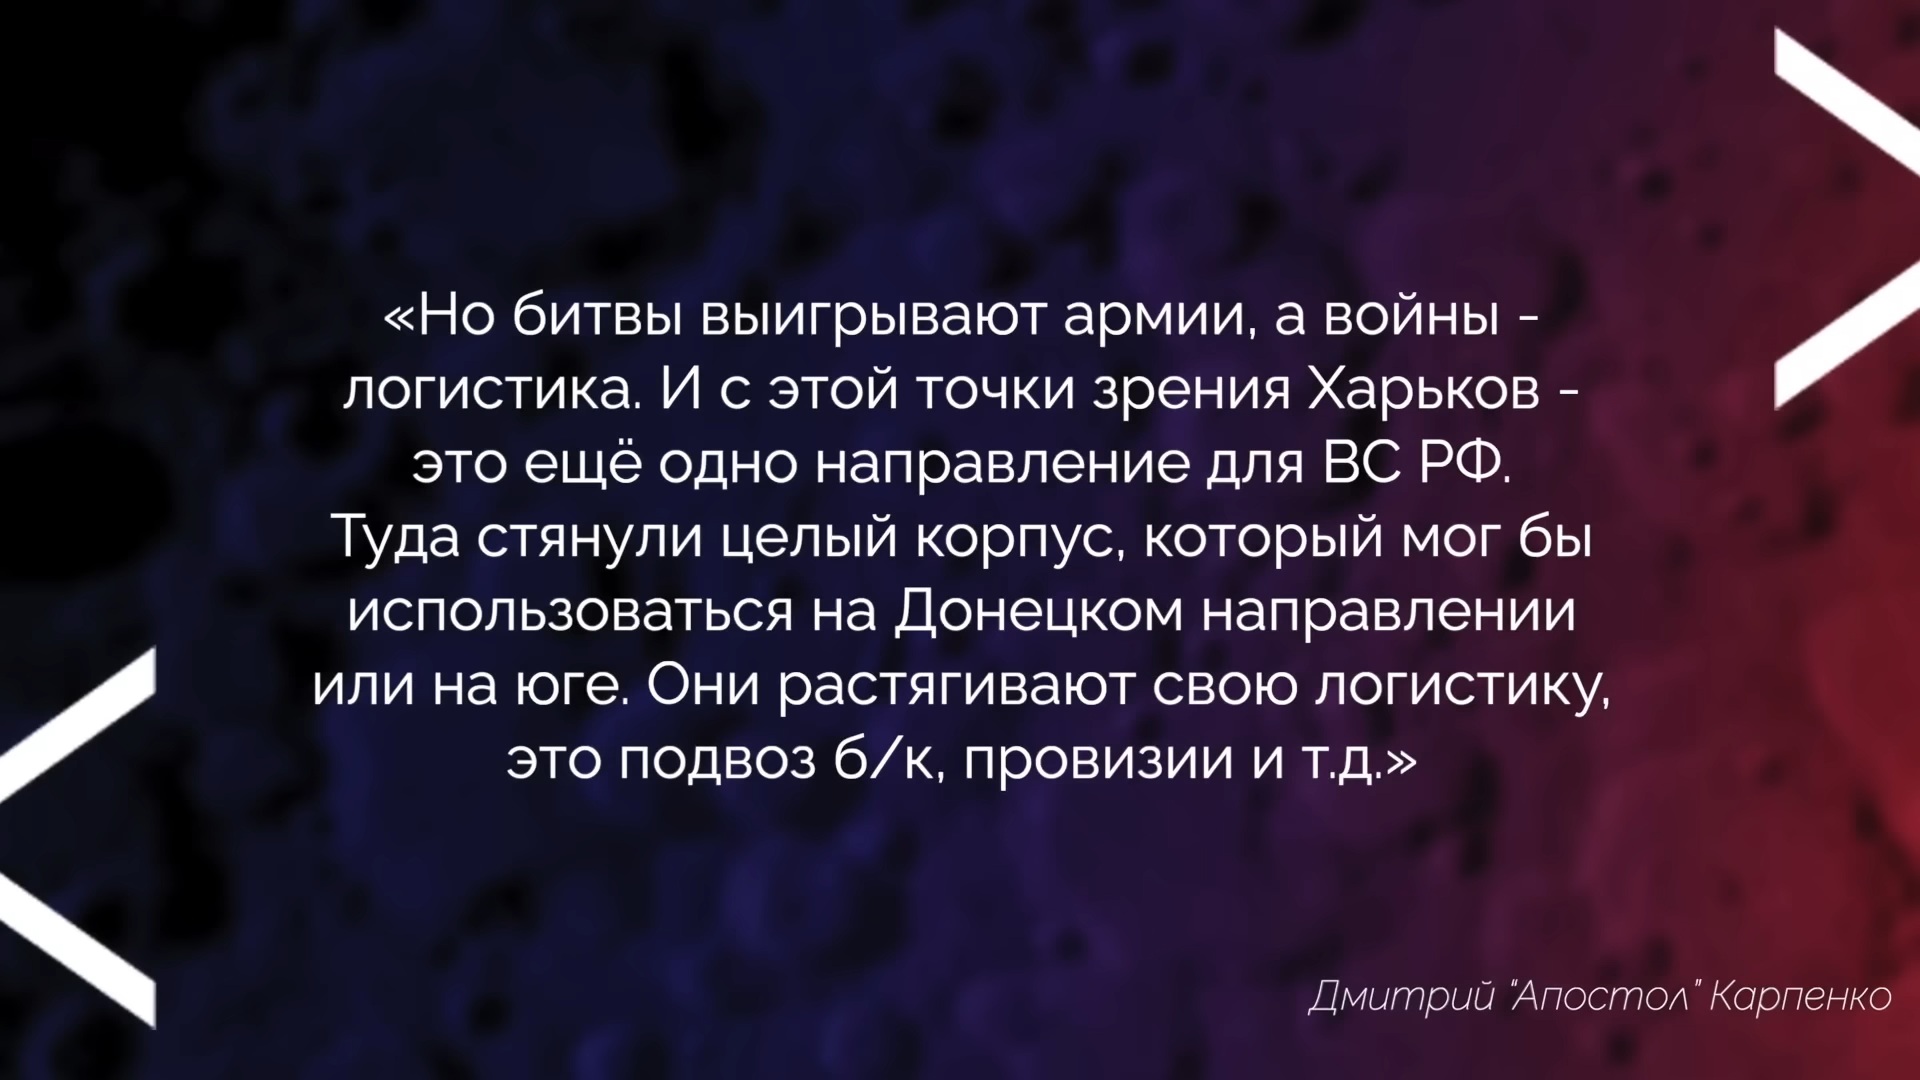 «Но битвы выигрывают армии, а войны -
логистика. И с этой точки зрения Харьков -
это ещё одно направление для ВС РФ.
Туда стянули целый корпус, который мог бы
использоваться на Донецком направлении
или на юге. Они растягивают свою логистику,
это подвоз б/к, провизии и т.д.»
Дмитрий "Апостол" Карпенко